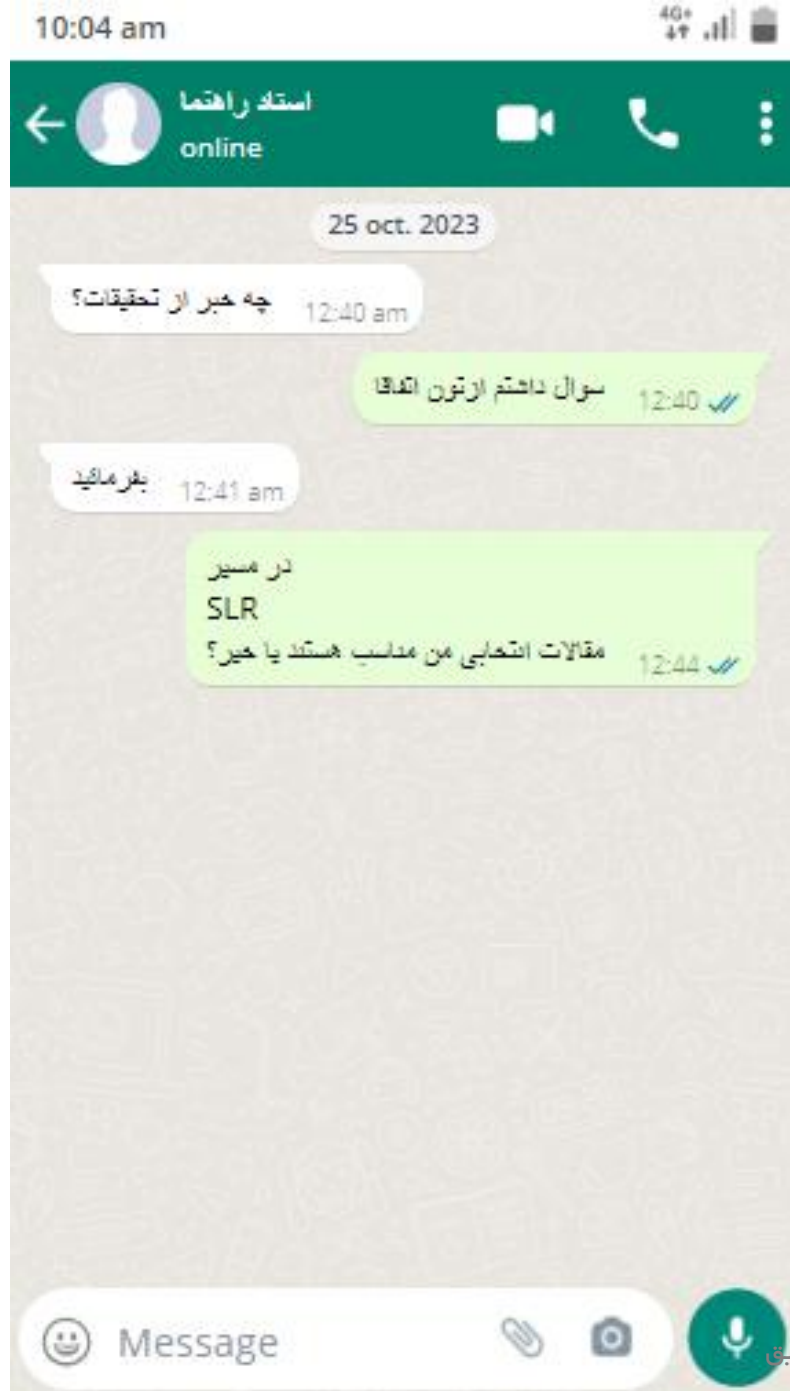 10:04 am
4G+
استاد راهنما
online
25 oct. 2023
چه خبر از تحقیقات؟ 12:40 am
سوال داشتم ازتون اتفاقا 12:40
بفرمائید 12:41 am
در مسیر
SLR
مقالات انتخابی من مناسب هستند یا خیر؟ 12:44
Message